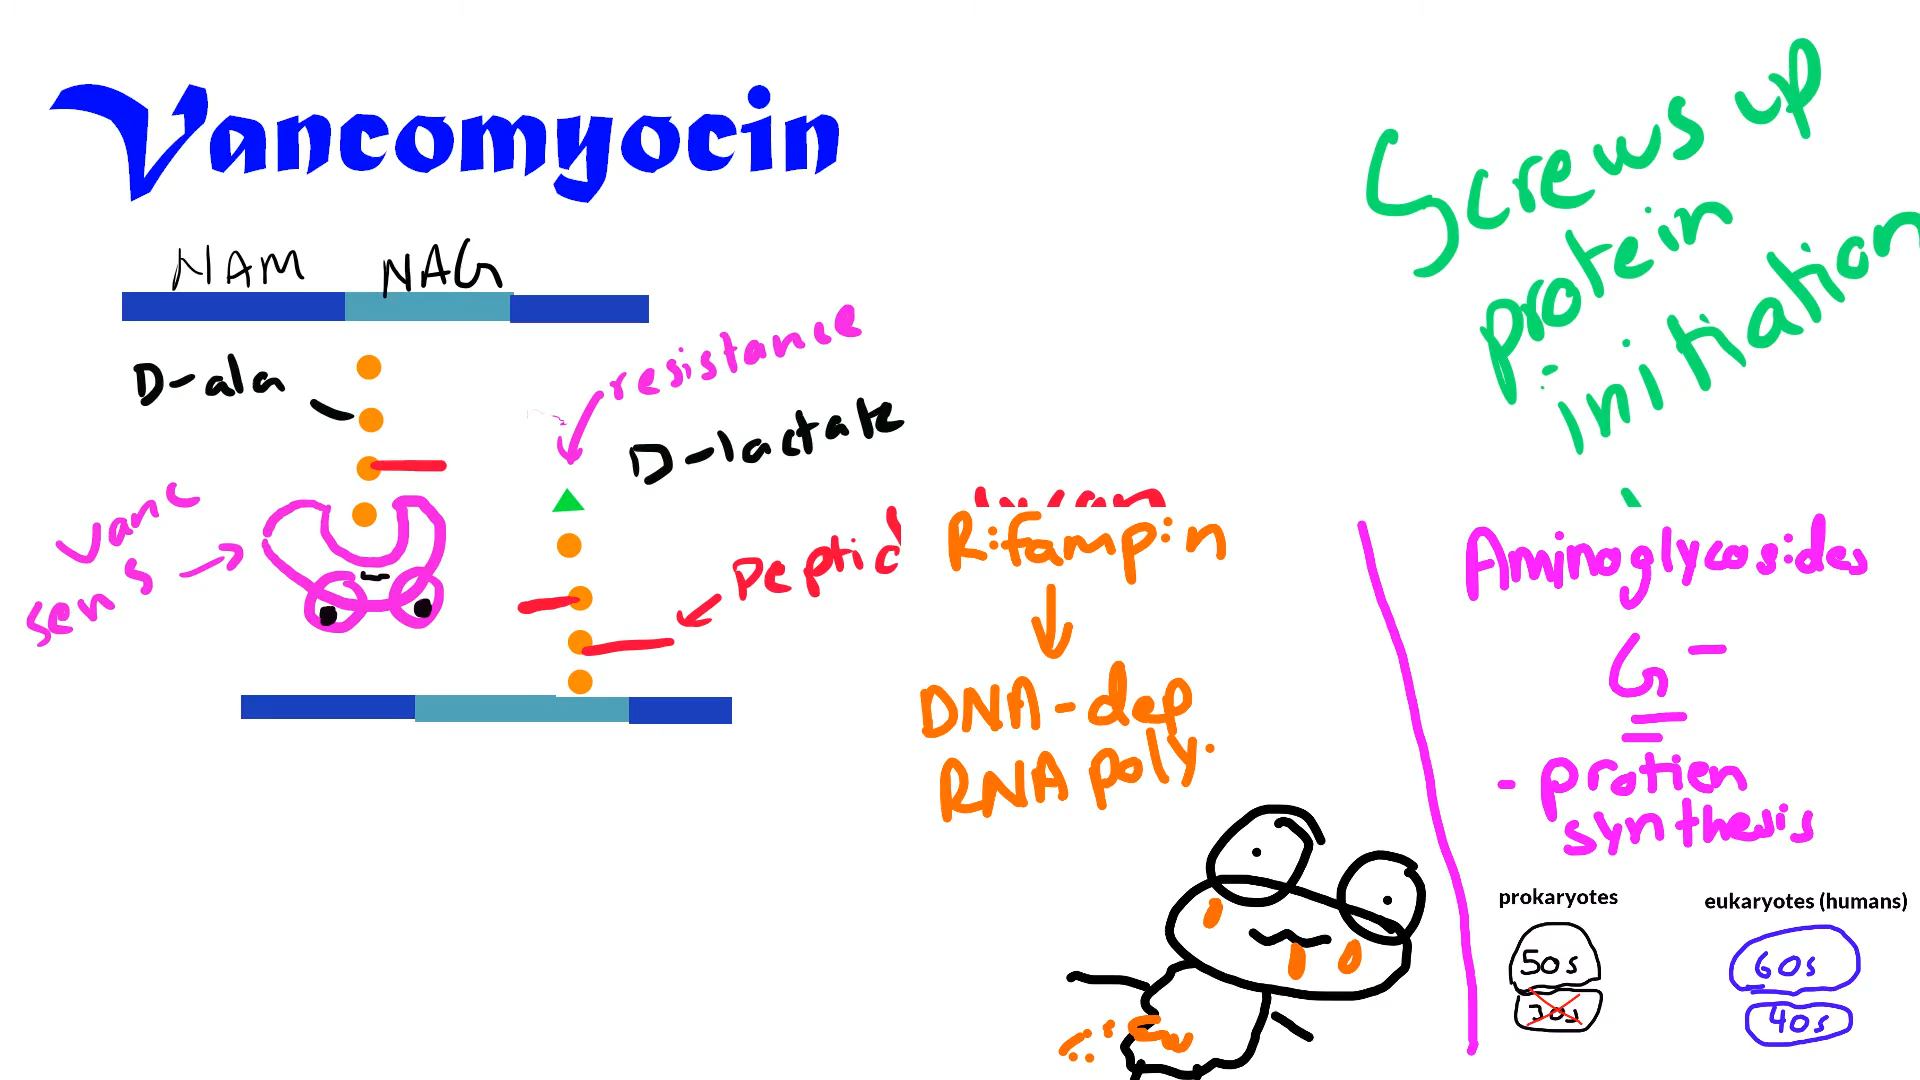 Vancomyocin
NAM NAG
D-ala
resistance
D-lactate
vanc
sens
Peptid
Screws up
protein
initiation
Rifampin
DNA-dep
RNA poly.
Aminoglycosides
G-
- protien
synthesis
prokaryotes
50s
30s
eukaryotes (humans)
60s
40s